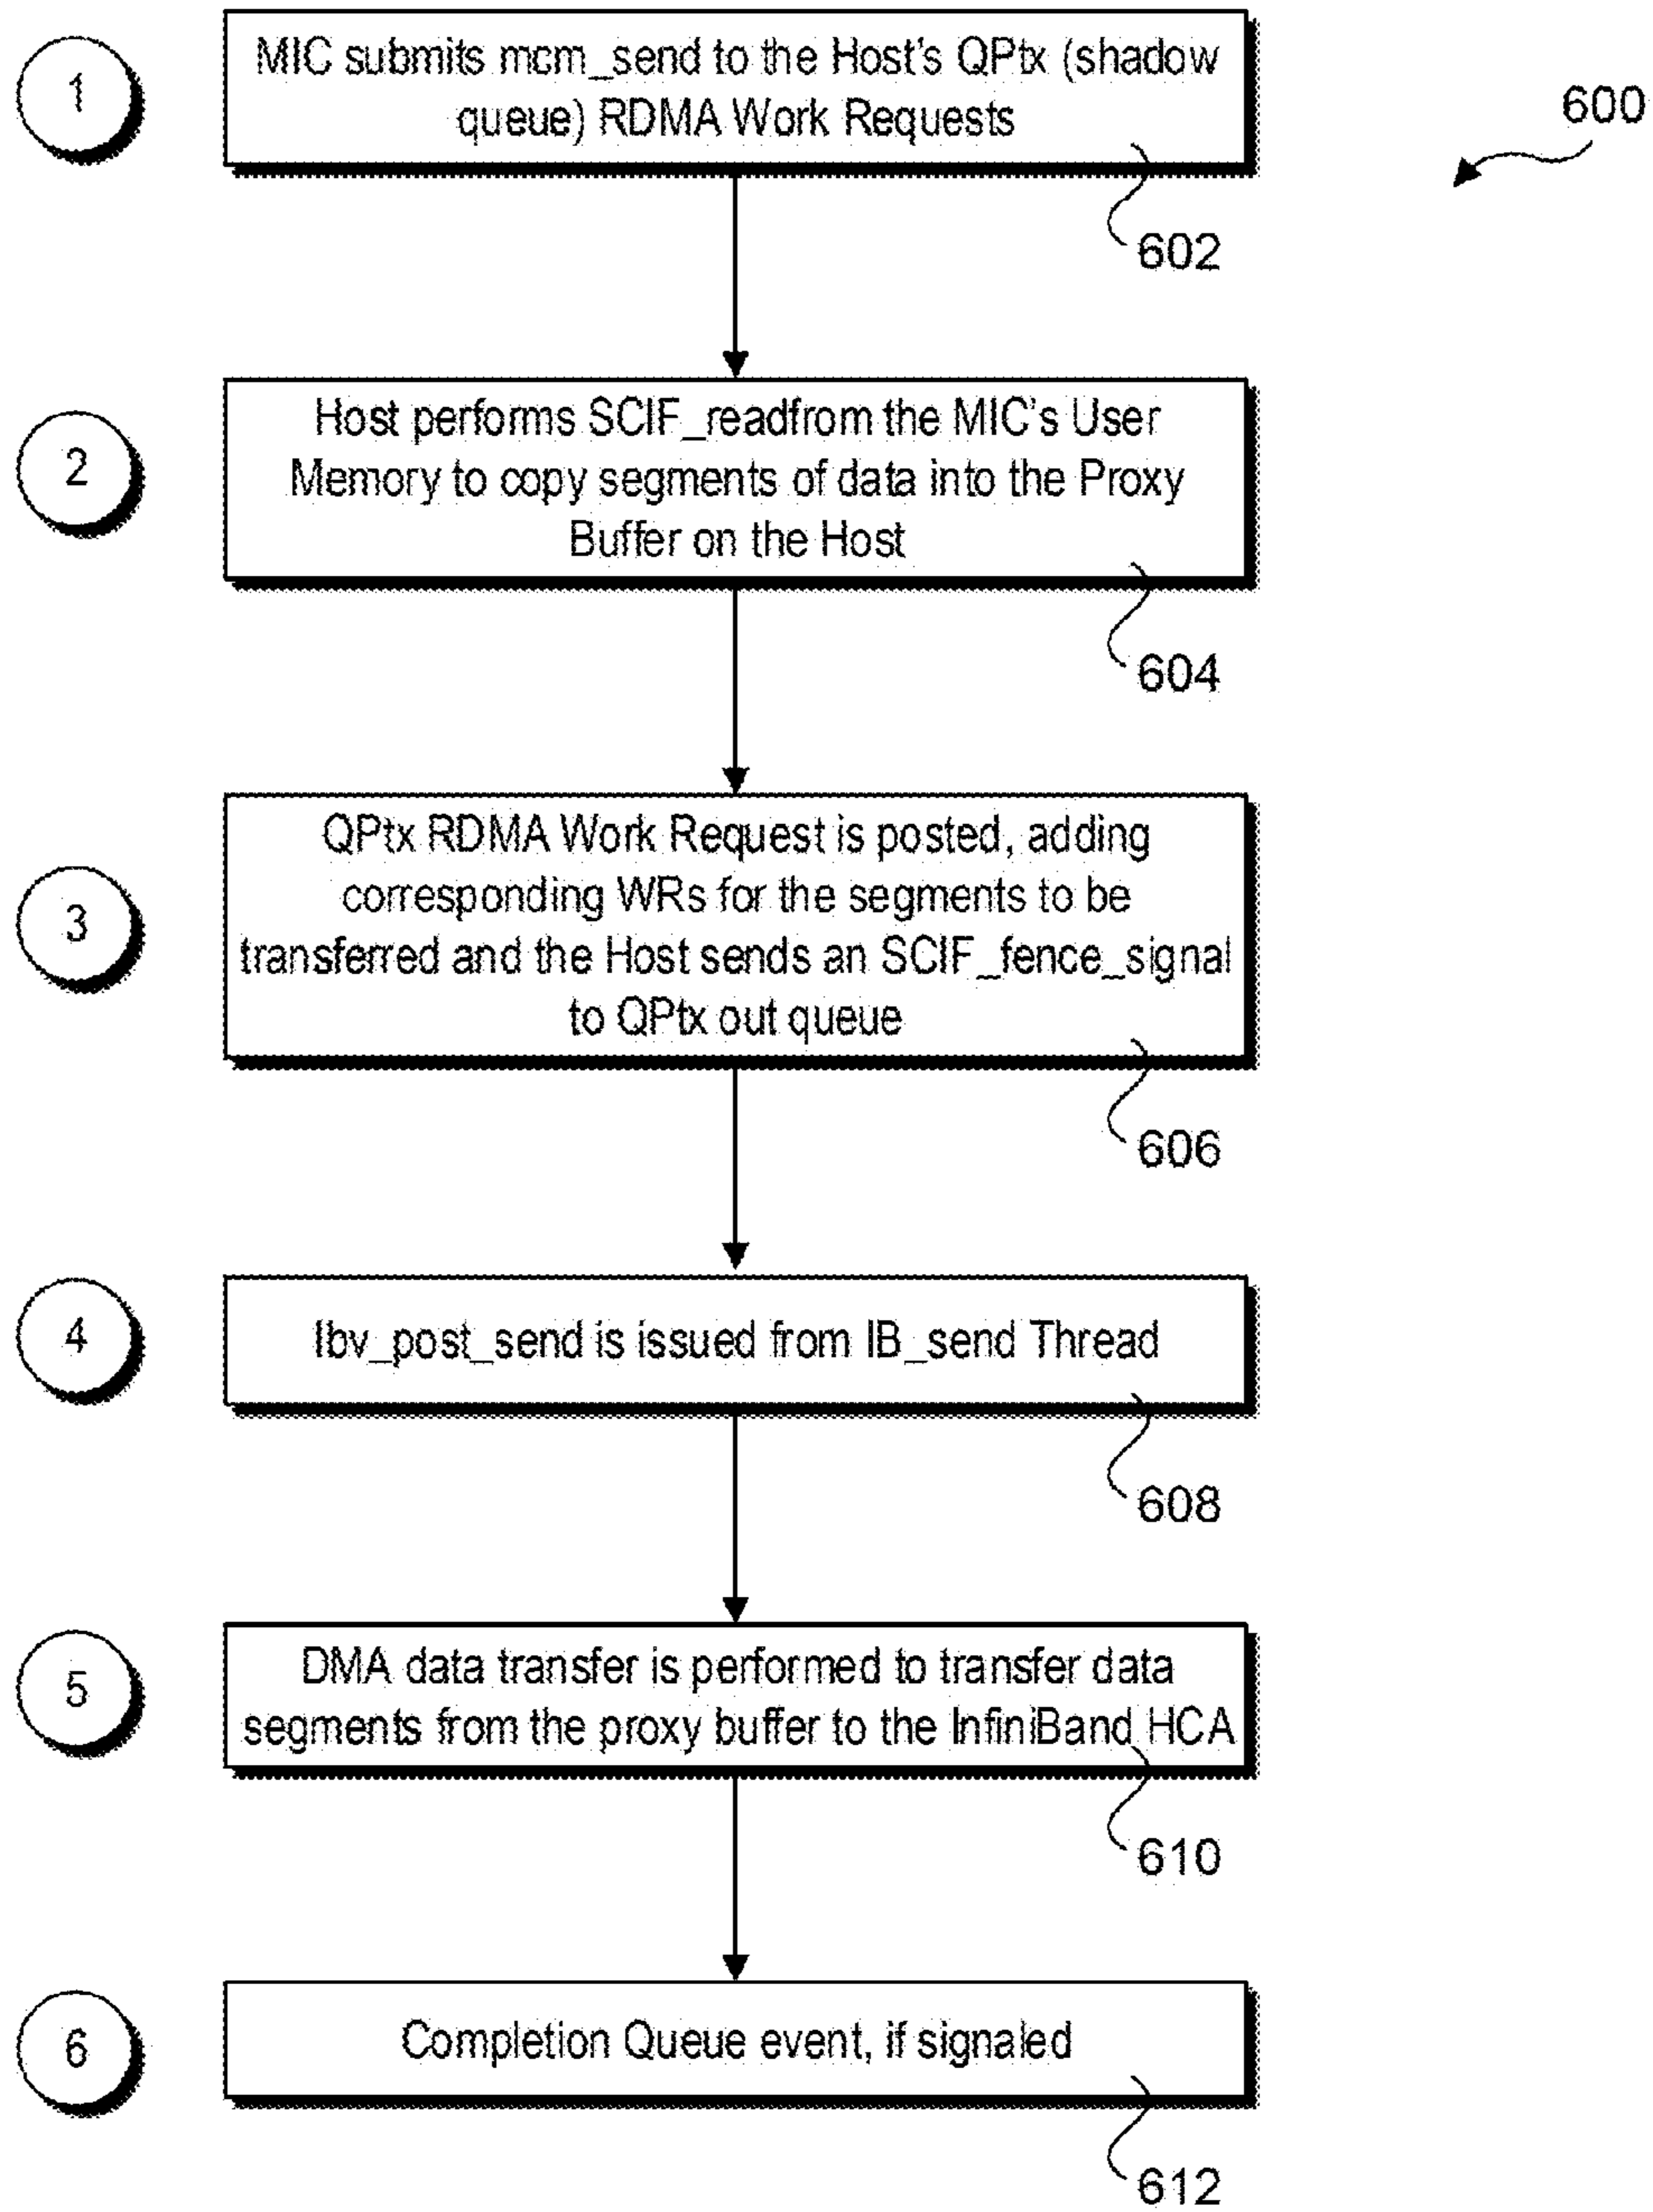 1
MIC submits mcm_send to the Host's QPtx (shadow
queue) RDMA Work Requests
600
602
2
Host performs SCIF_readfrom the MIC's User
Memory to copy segments of data into the Proxy
Buffer on the Host
604
3
QPtx RDMA Work Request is posted, adding
corresponding WRs for the segments to be
transferred and the Host sends an SCIF_fence_signal
to QPtx out queue
606
4
Ibv_post_send is issued from IB_send Thread
608
5
DMA data transfer is performed to transfer data
segments from the proxy buffer to the InfiniBand HCA
610
6
Completion Queue event, if signaled
612